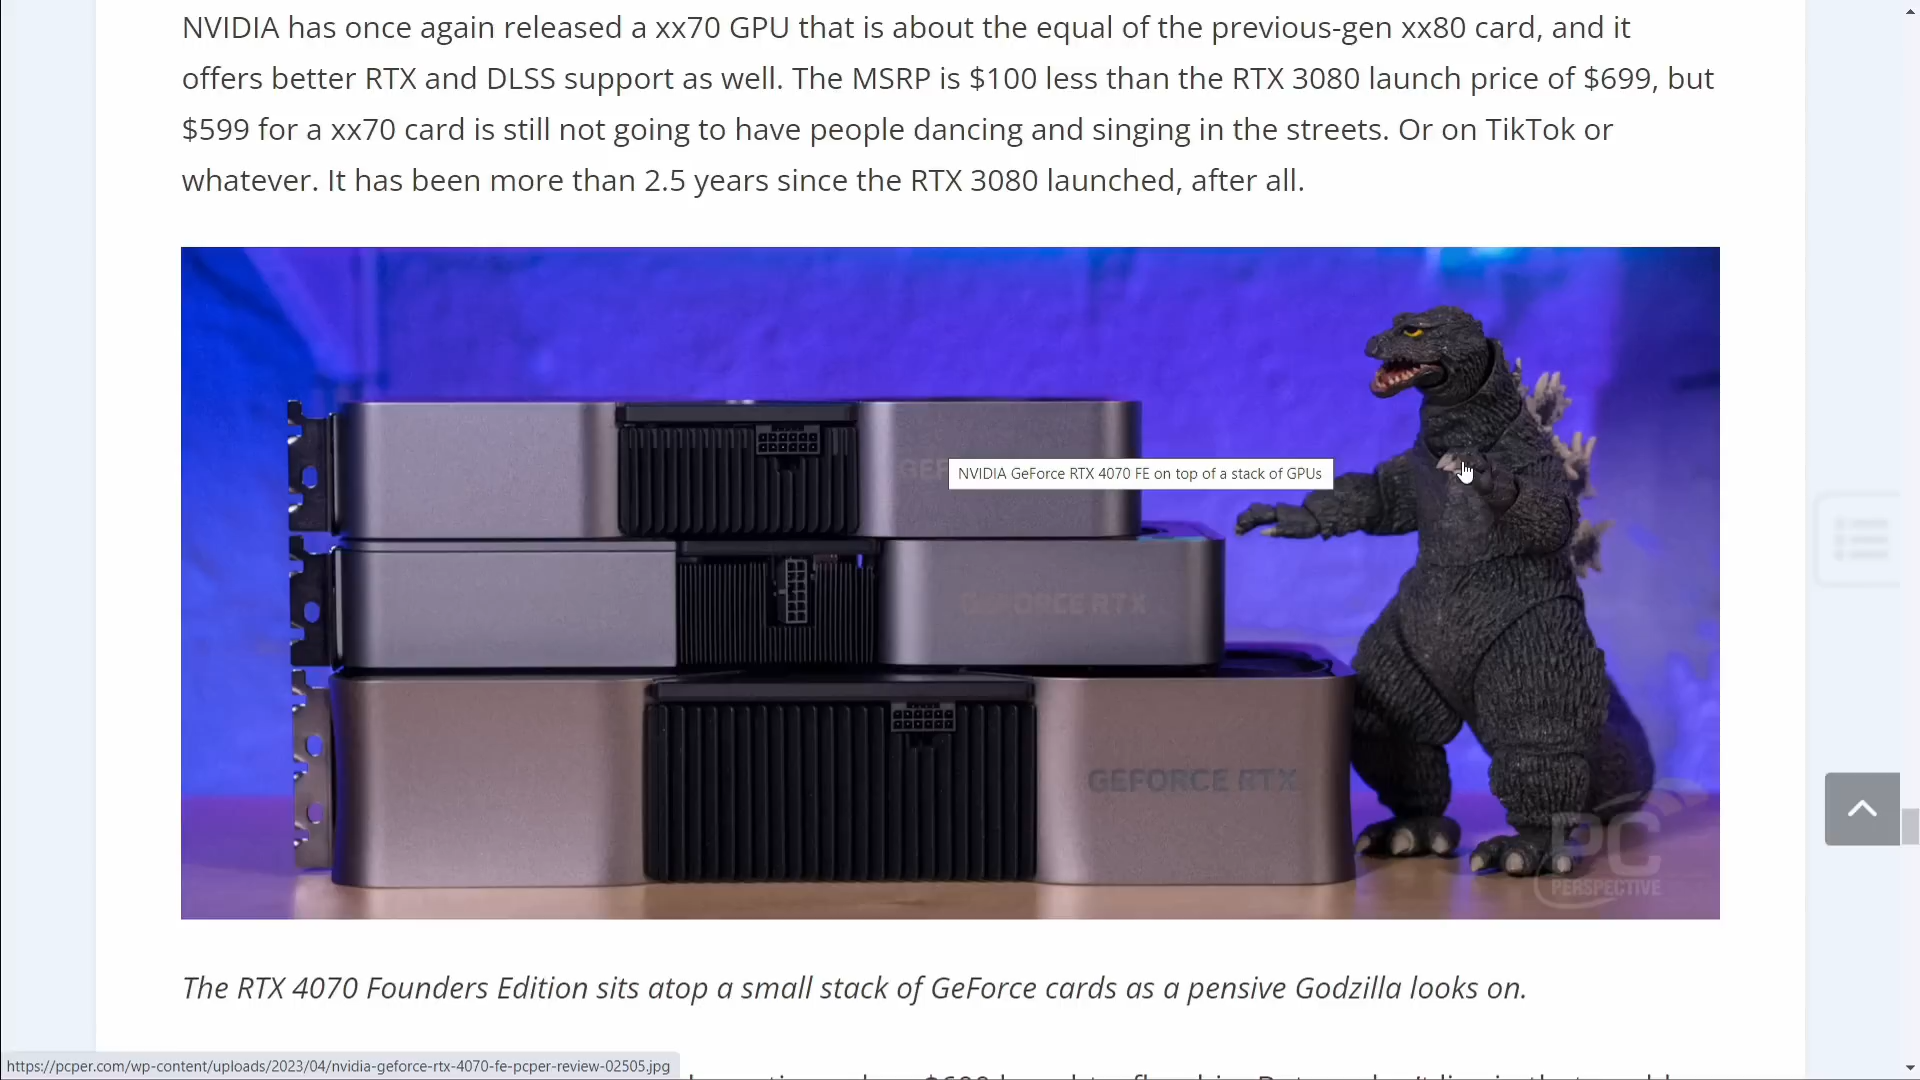 NVIDIA has once again released a xx70 GPU that is about the equal of the previous-gen xx80 card, and it
offers better RTX and DLSS support as well. The MSRP is $100 less than the RTX 3080 launch price of $699, but
$599 for a xx70 card is still not going to have people dancing and singing in the streets. Or on TikTok or
whatever. It has been more than 2.5 years since the RTX 3080 launched, after all.
NVIDIA GeForce RTX 4070 FE on top of a stack of GPUs
GEFORCE RTX
GEFORCE RTX
PC
PERSPECTIVE
The RTX 4070 Founders Edition sits atop a small stack of GeForce cards as a pensive Godzilla looks on.
https://pcper.com/wp-content/uploads/2023/04/nvidia-geforce-rtx-4070-fe-pcper-review-02505.jpg